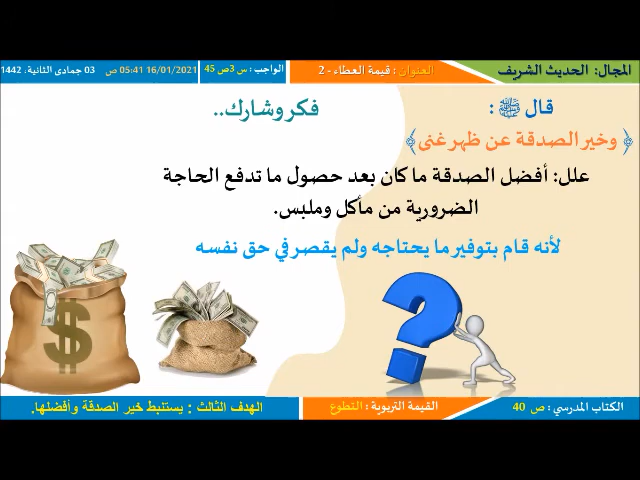 المجال: الحديث الشريف
العنوان : قيمة العطاء - 2
الواجب : س 3ص 45
16/01/2021 05:41 ص
03 جمادى الثانية، 1442
قال ﷺ :
فكر وشارك..
﴿ وخير الصدقة عن ظهر غنى ﴾
علل: أفضل الصدقة ما كان بعد حصول ما تدفع الحاجة
الضرورية من مأكل وملبس.
لأنه قام بتوفير ما يحتاجه ولم يقصر في حق نفسه
$
الكتاب المدرسي : ص 40
القيمة التربوية : التطوع
الهدف الثالث : يستنبط خير الصدقة وأفضلها.